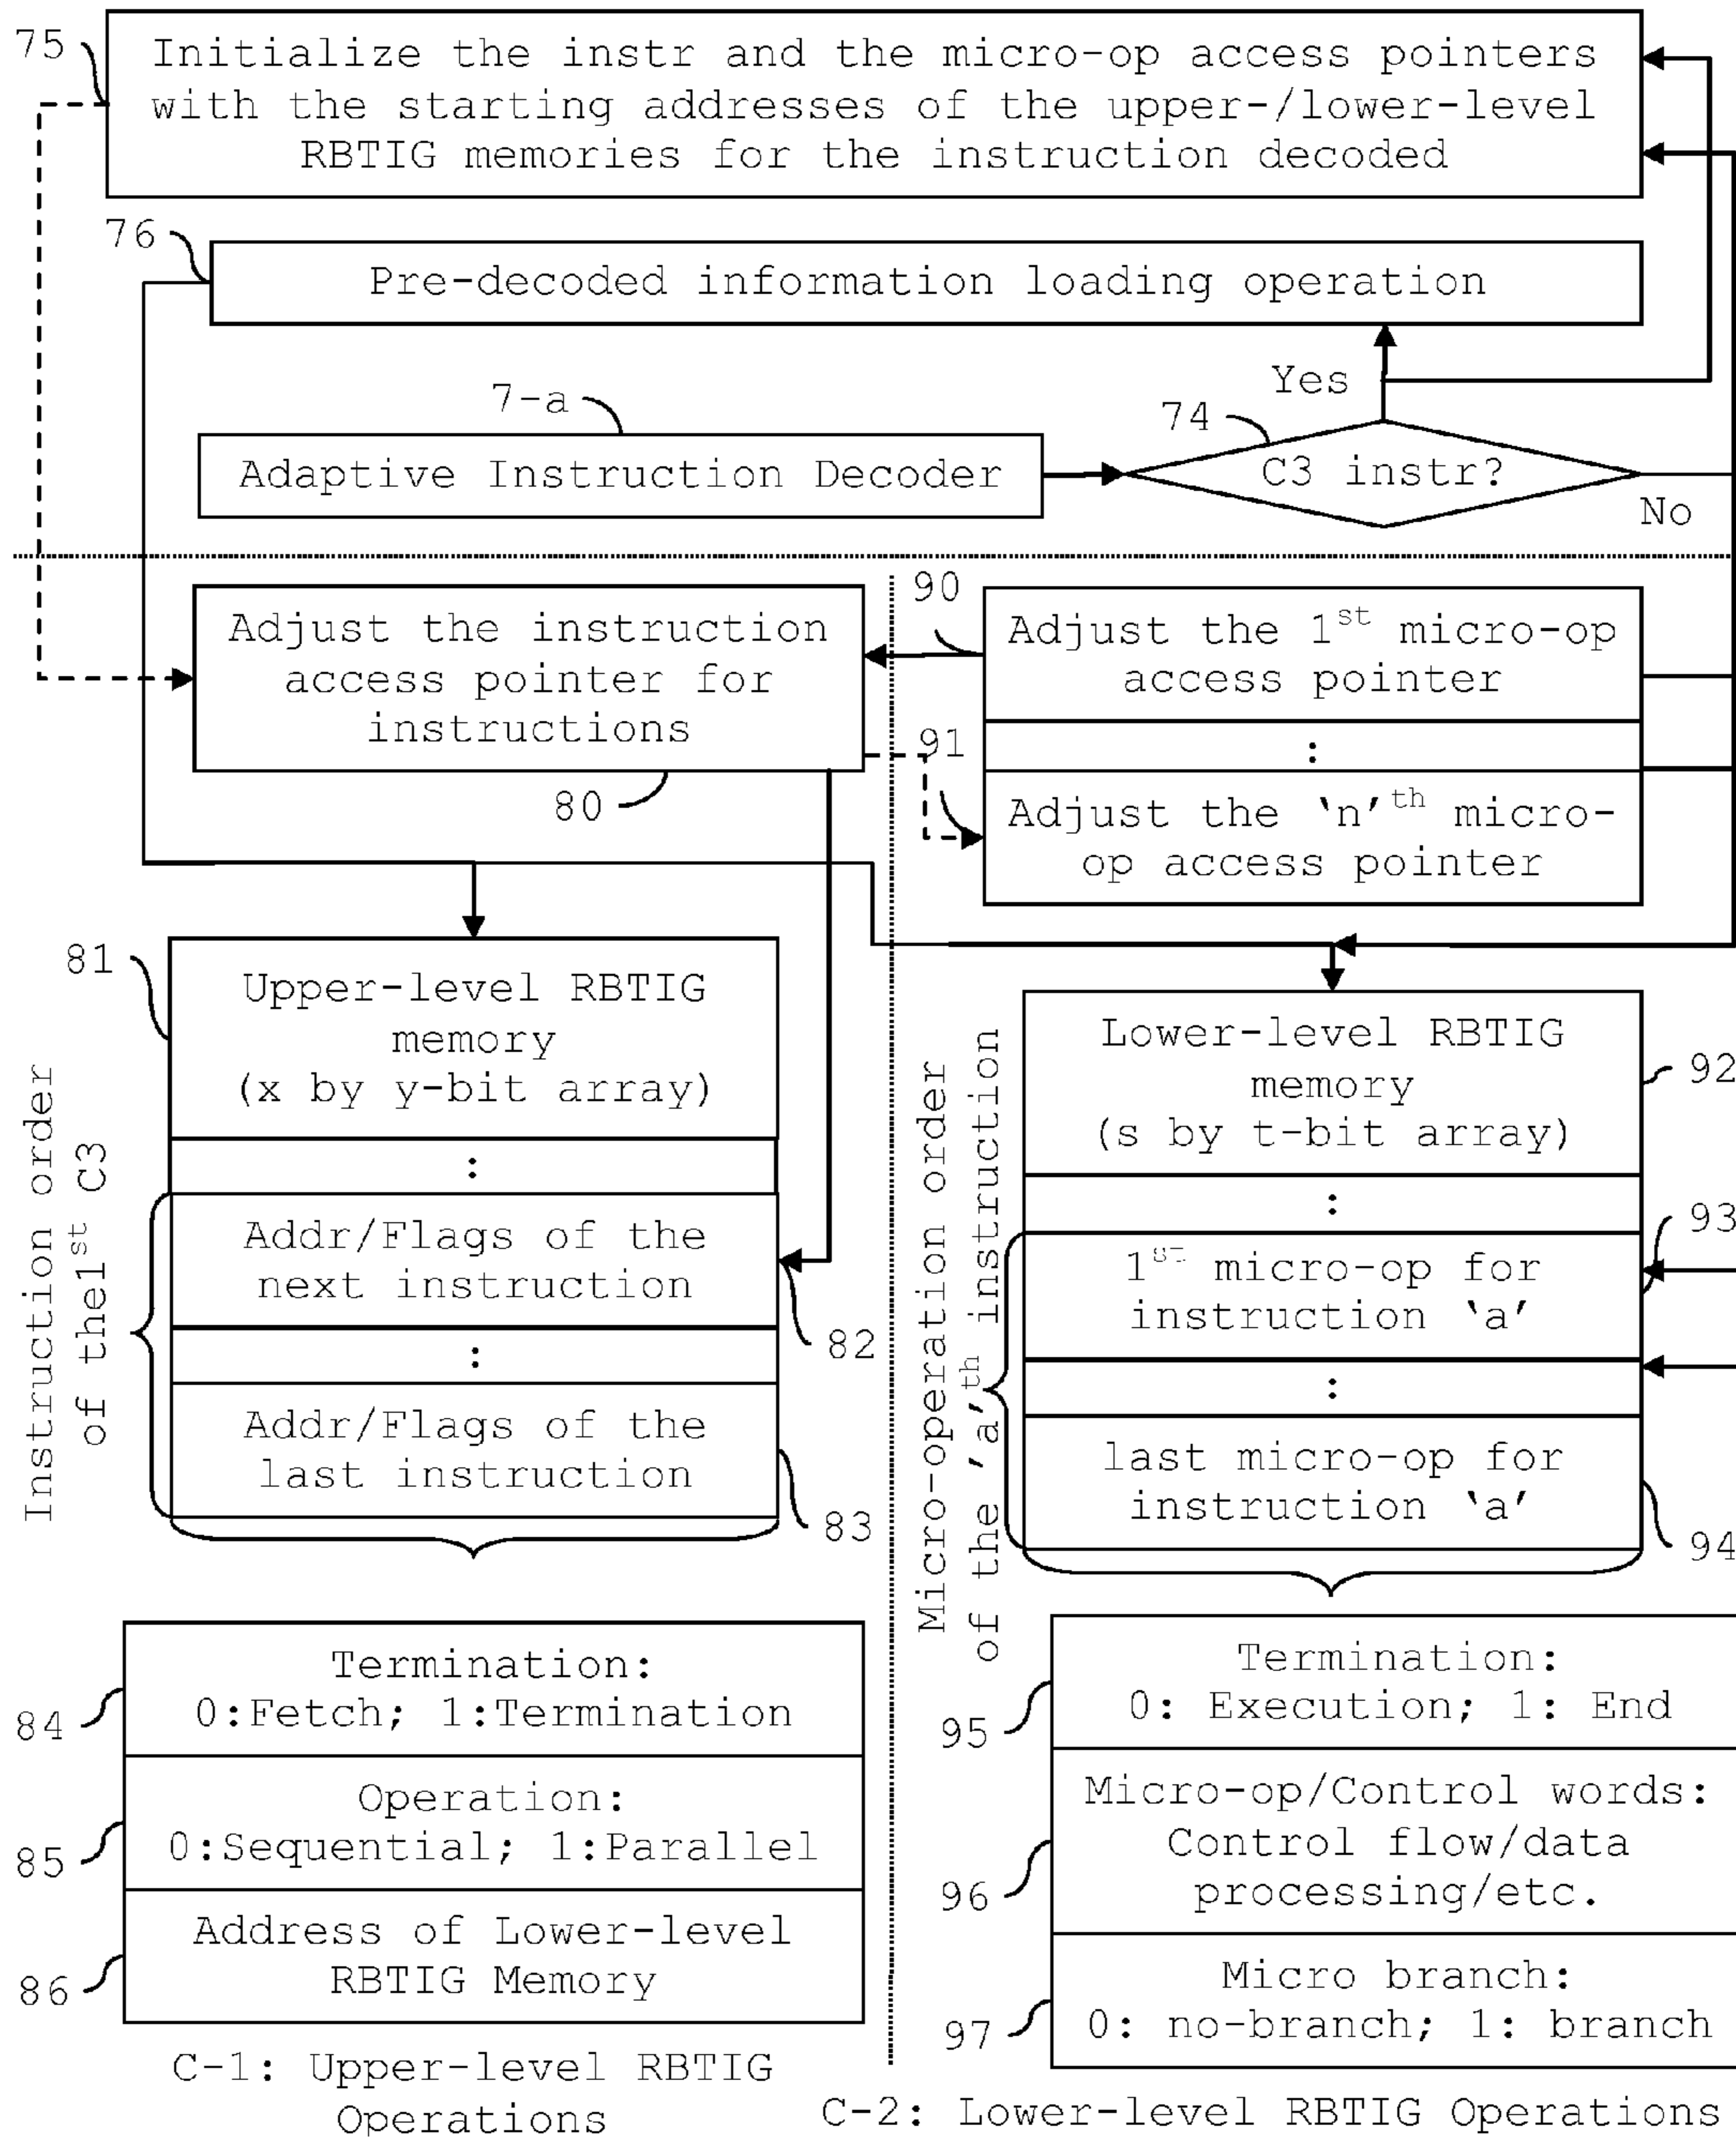 75
Initialize the instr and the micro-op access pointers
with the starting addresses of the upper-/lower-level
RBTIG memories for the instruction decoded
76
Pre-decoded information loading operation
Yes
7-a
74
Adaptive Instruction Decoder
C3 instr?
No
90
Adjust the instruction
access pointer for
instructions
80
Adjust the 1st micro-op
access pointer
:
91
Adjust the ‘n’th micro-
op access pointer
81
Upper-level RBTIG
memory
(x by y-bit array)
:
Addr/Flags of the
next instruction
82
:
Addr/Flags of the
last instruction
83
Instruction order
of the1st C3
Lower-level RBTIG
memory
(s by t-bit array)
92
:
93
1st micro-op for
instruction ‘a’
:
last micro-op for
instruction ‘a’
94
Micro-operation order
of the ’a’th instruction
84
Termination:
0:Fetch; 1:Termination
85
Operation:
0:Sequential; 1:Parallel
86
Address of Lower-level
RBTIG Memory
C-1: Upper-level RBTIG
Operations
95
Termination:
0: Execution; 1: End
96
Micro-op/Control words:
Control flow/data
processing/etc.
97
Micro branch:
0: no-branch; 1: branch
C-2: Lower-level RBTIG Operations